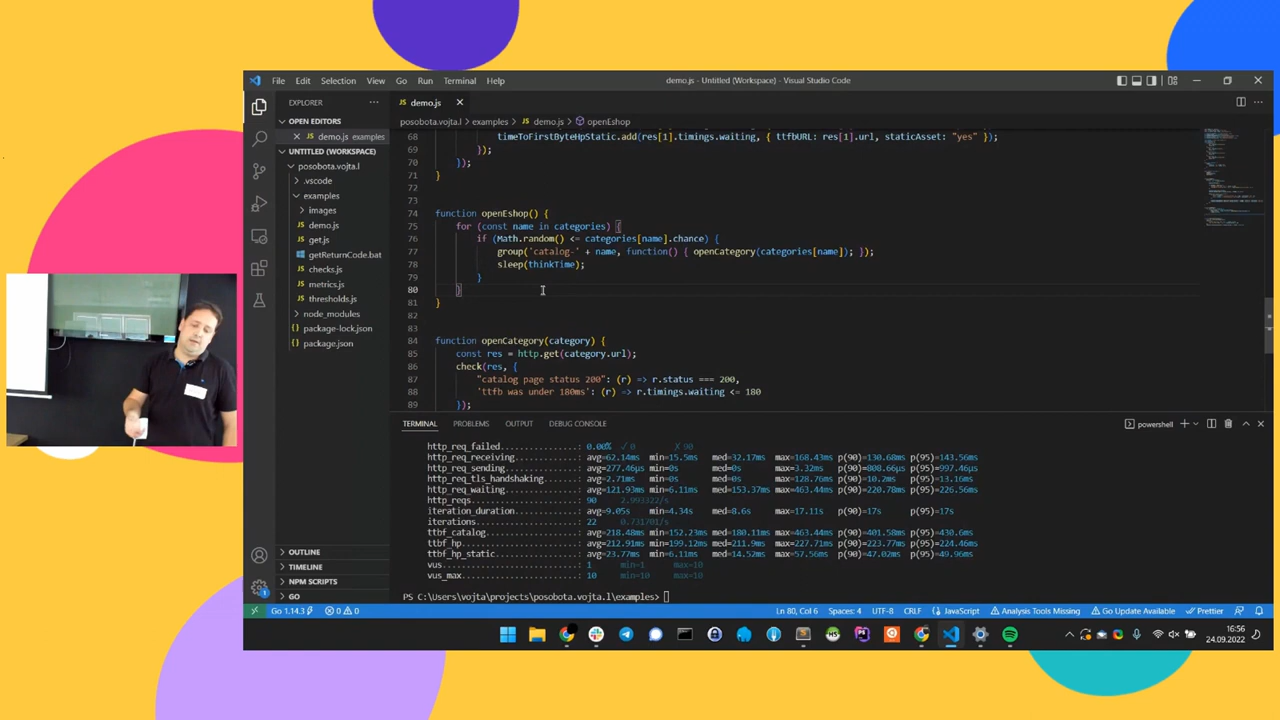 File Edit Selection View Go Run Terminal Help
demo.js - Untitled (Workspace) - Visual Studio Code
EXPLORER
OPEN EDITORS
demo.js examples
UNTITLED (WORKSPACE)
posobota.vojta.l
.vscode
examples
images
demo.js
get.js
getReturnCode.bat
checks.js
metrics.js
thresholds.js
node_modules
package-lock.json
package.json
OUTLINE
TIMELINE
NPM SCRIPTS
GO
demo.js
posobota.vojta.l > examples > demo.js > openEshop
68 timeToFirstByteHpStatic.add(res[1].timings.waiting, { ttfbURL: res[1].url, staticAsset: "yes" })
69 });
70 });
71 }
72
73
74 function openEshop() {
75 for (const name in categories) {
76 if (Math.random() <= categories[name].chance) {
77 group('catalog-' + name, function() { openCategory(categories[name]); });
78 sleep(thinkTime);
79 }
80 }
81 }
82
83
84 function openCategory(category) {
85 const res = http.get(category.url);
86 check(res, {
87 "catalog page status 200": (r) => r.status === 200,
88 'ttfb was under 180ms': (r) => r.timings.waiting <= 180
89 });
TERMINAL PROBLEMS OUTPUT DEBUG CONSOLE
powershell
http_req_failed................: 0.00% ✓ 0 ✗ 90
http_req_receiving.............: avg=62.14ms min=15.5ms med=32.17ms max=168.43ms p(90)=130.68ms p(95)=143.56ms
http_req_sending...............: avg=277.46µs min=0s med=0s max=3.32ms p(90)=808.66µs p(95)=997.46µs
http_req_tls_handshaking.......: avg=2.71ms min=0s med=0s max=128.76ms p(90)=10.2ms p(95)=13.16ms
http_req_waiting...............: avg=121.93ms min=6.11ms med=153.37ms max=463.44ms p(90)=220.78ms p(95)=226.56ms
http_reqs......................: 90 2.993322/s
iteration_duration.............: avg=9.05s min=4.34s med=8.6s max=17.11s p(90)=17s p(95)=17s
iterations.....................: 22 0.731701/s
ttbf_catalog...................: avg=218.48ms min=152.23ms med=180.11ms max=463.44ms p(90)=401.58ms p(95)=430.6ms
ttbf_hp........................: avg=212.91ms min=199.12ms med=211.9ms max=227.71ms p(90)=223.77ms p(95)=224.46ms
ttbf_hp_static.................: avg=23.77ms min=6.11ms med=14.52ms max=57.56ms p(90)=47.02ms p(95)=49.96ms
vus............................: 1 min=1 max=10
vus_max........................: 10 min=10 max=10
PS C:\Users\vojta\projects\posobota.vojta.l\examples>
Go 1.14.3 0 0
Ln 80, Col 6 Spaces: 4 UTF-8 CRLF JavaScript Analysis Tools Missing Go Update Available Prettier
16:56
24.09.2022